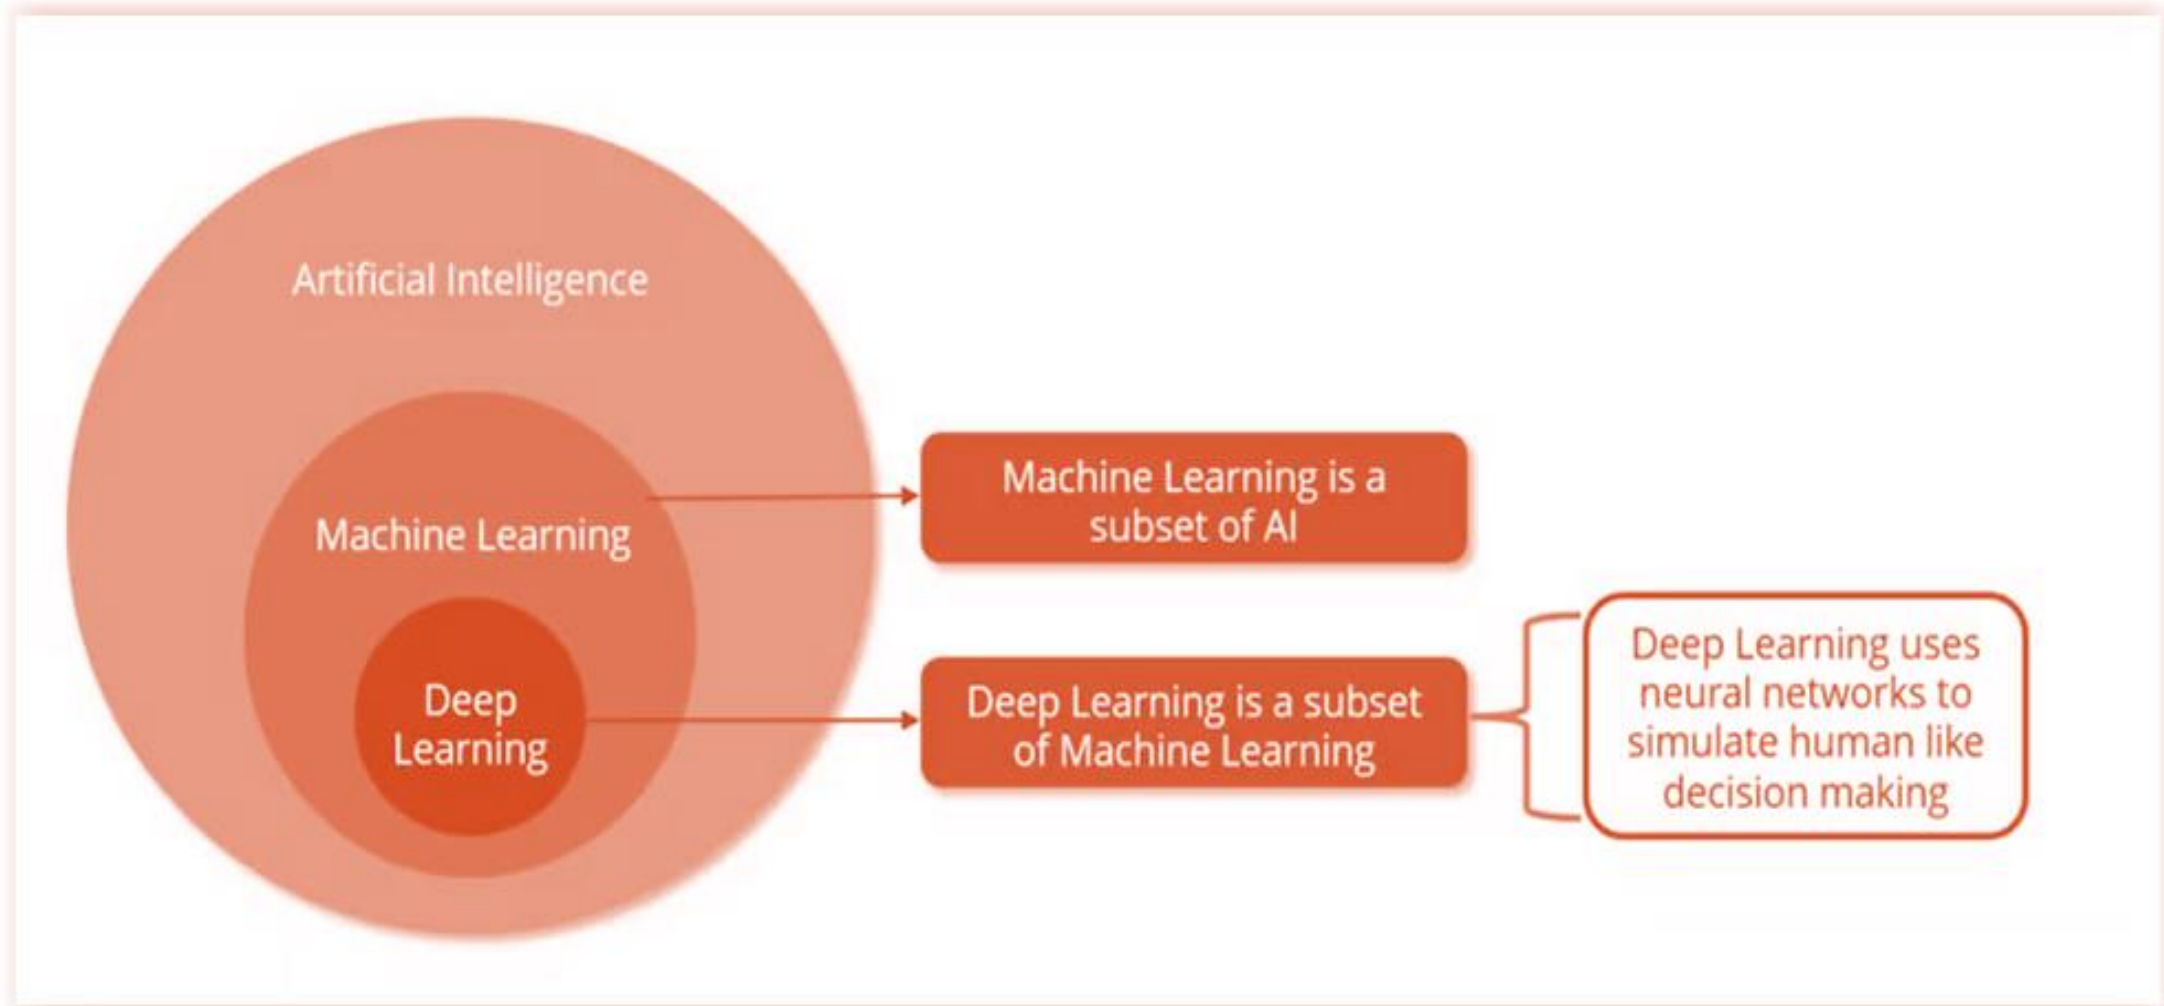 Artificial Intelligence
Machine Learning
Deep
Learning
Machine Learning is a
subset of AI
Deep Learning is a subset
of Machine Learning
Deep Learning uses
neural networks to
simulate human like
decision making